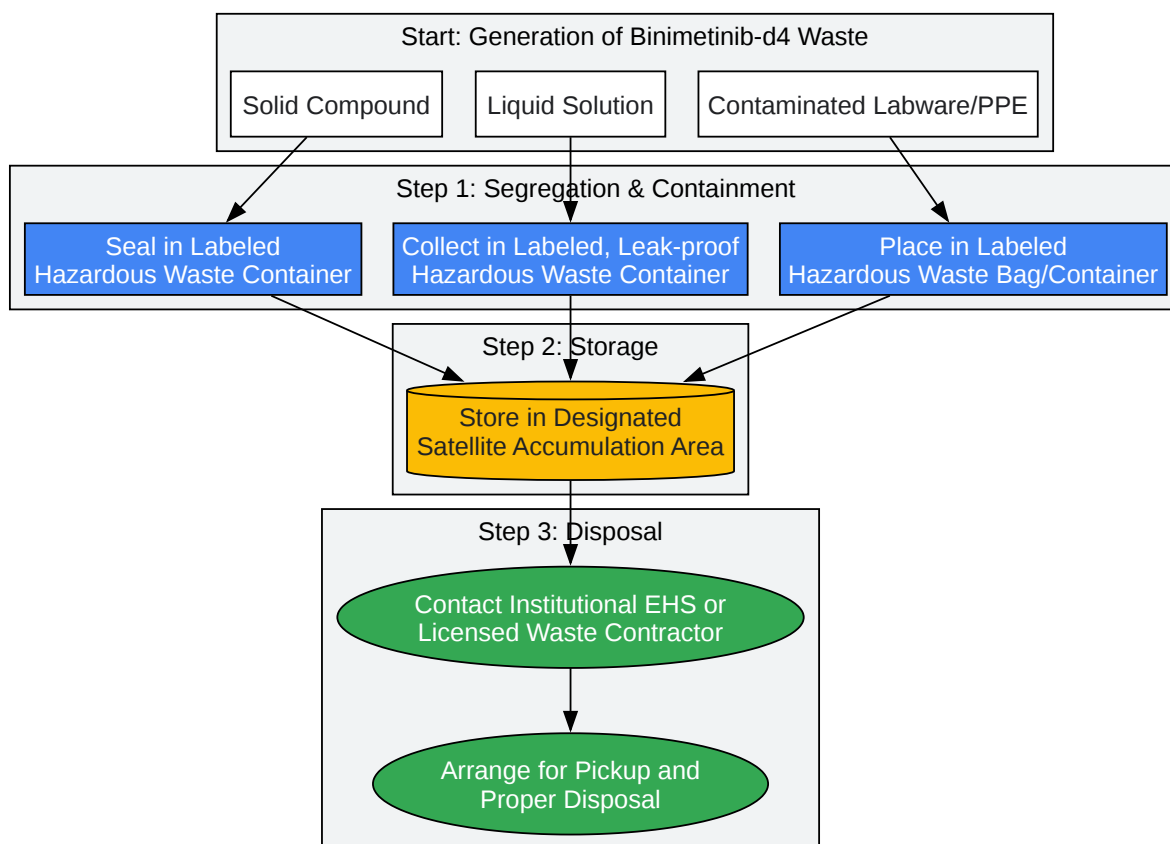 Start: Generation of Binimetinib-d4 Waste
Solid Compound
Liquid Solution
Contaminated Labware/PPE
Step 1: Segregation & Containment
Seal in Labeled
Hazardous Waste Container
Collect in Labeled, Leak-proof
Hazardous Waste Container
Place in Labeled
Hazardous Waste Bag/Container
Step 2: Storage
Store in Designated
Satellite Accumulation Area
Step 3: Disposal
Contact Institutional EHS or
Licensed Waste Contractor
Arrange for Pickup and
Proper Disposal